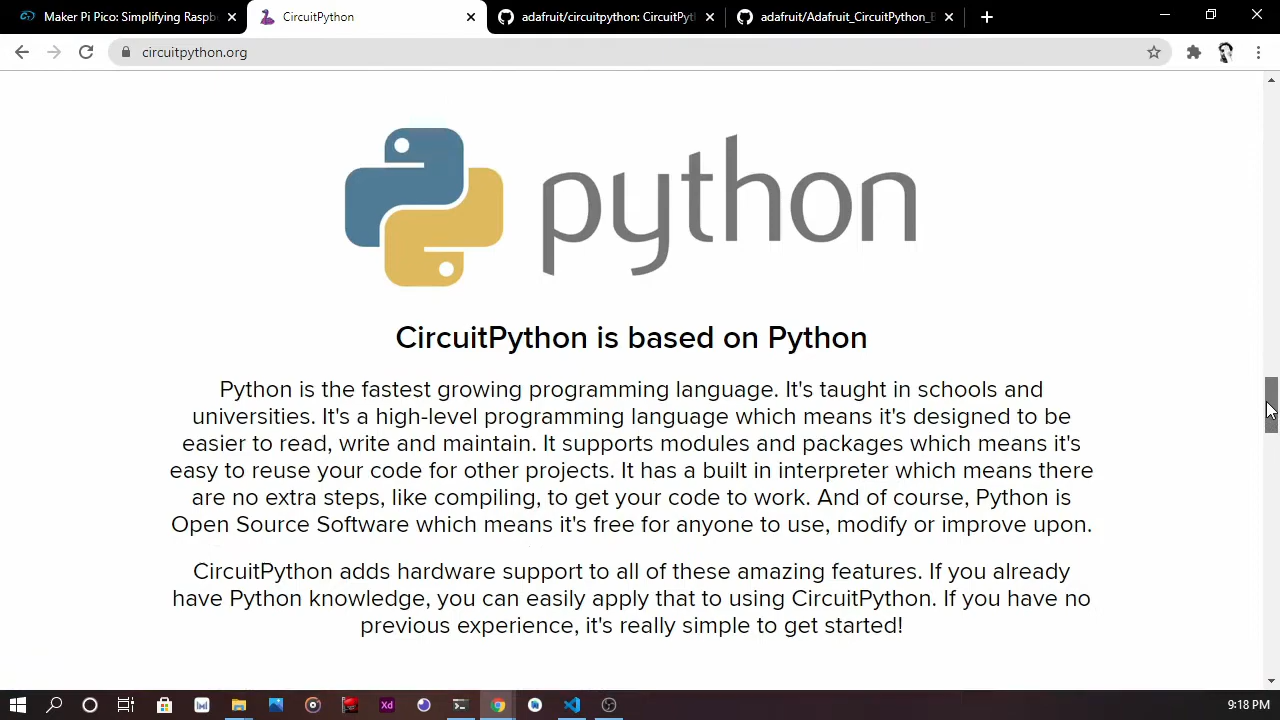 Maker Pi Pico: Simplifying Raspb
CircuitPython
adafruit/circuitpython: CircuitPyt
adafruit/Adafruit_CircuitPython_B
circuitpython.org
python
CircuitPython is based on Python
Python is the fastest growing programming language. It's taught in schools and
universities. It's a high-level programming language which means it's designed to be
easier to read, write and maintain. It supports modules and packages which means it's
easy to reuse your code for other projects. It has a built in interpreter which means there
are no extra steps, like compiling, to get your code to work. And of course, Python is
Open Source Software which means it's free for anyone to use, modify or improve upon.
CircuitPython adds hardware support to all of these amazing features. If you already
have Python knowledge, you can easily apply that to using CircuitPython. If you have no
previous experience, it's really simple to get started!
Xd
9:18 PM